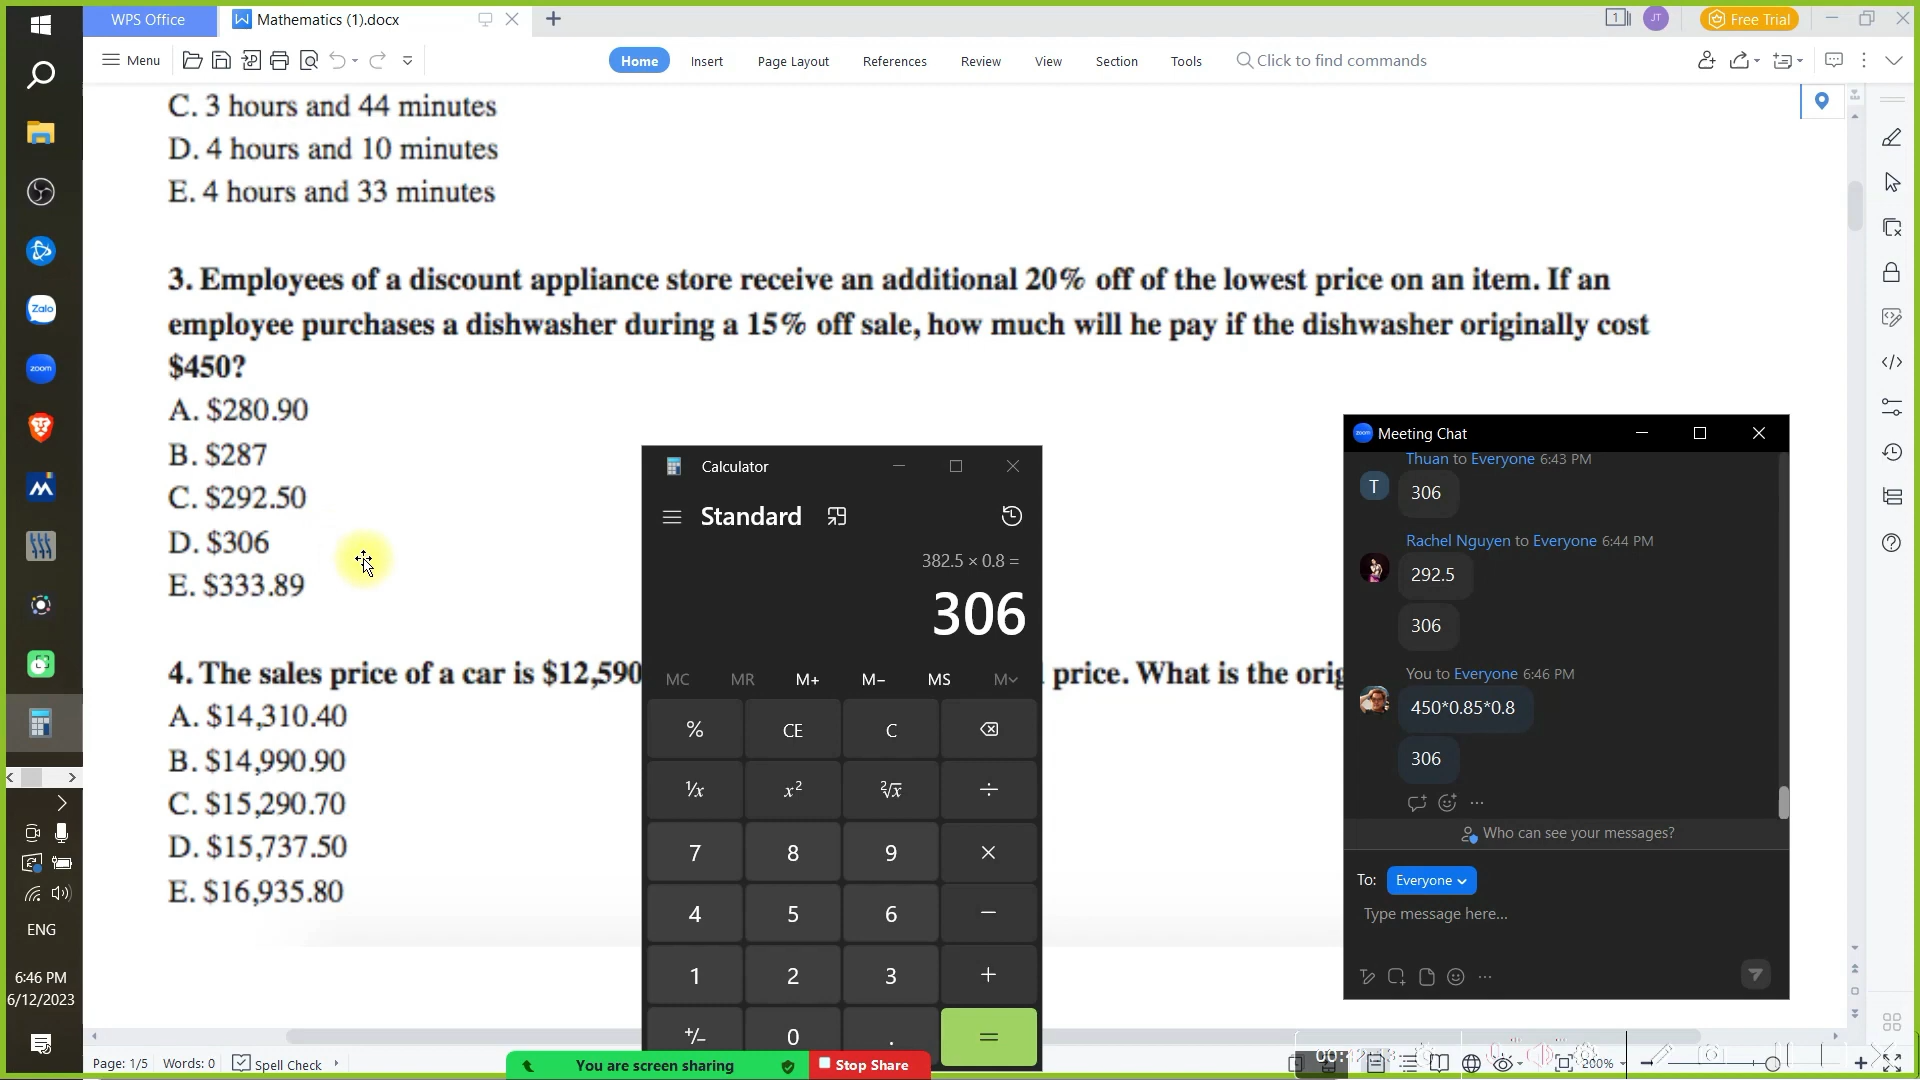 WPS Office
Mathematics (1).docx
1
JT
Free Trial
Menu
Home
Insert
Page Layout
References
Review
View
Section
Tools
Click to find commands
C. 3 hours and 44 minutes
D. 4 hours and 10 minutes
E. 4 hours and 33 minutes
3. Employees of a discount appliance store receive an additional 20% off of the lowest price on an item. If an
employee purchases a dishwasher during a 15% off sale, how much will he pay if the dishwasher originally cost
$450?
A. $280.90
B. $287
C. $292.50
D. $306
E. $333.89
4. The sales price of a car is $12,590
price. What is the orig
A. $14,310.40
B. $14,990.90
C. $15,290.70
D. $15,737.50
E. $16,935.80
Calculator
Standard
382.5 × 0.8 =
306
MC MR M+ M− MS M
% CE C
¹/x x² ²√x ÷
7 8 9 ×
4 5 6 −
1 2 3 +
+/− 0 . =
zoom Meeting Chat
Thuan to Everyone 6:43 PM
T
306
Rachel Nguyen to Everyone 6:44 PM
292.5
306
You to Everyone 6:46 PM
450*0.85*0.8
306
Who can see your messages?
To: Everyone
Type message here...
Zalo
zoom
ENG
6:46 PM
6/12/2023
Page: 1/5
Words: 0
Spell Check
You are screen sharing
Stop Share
200%